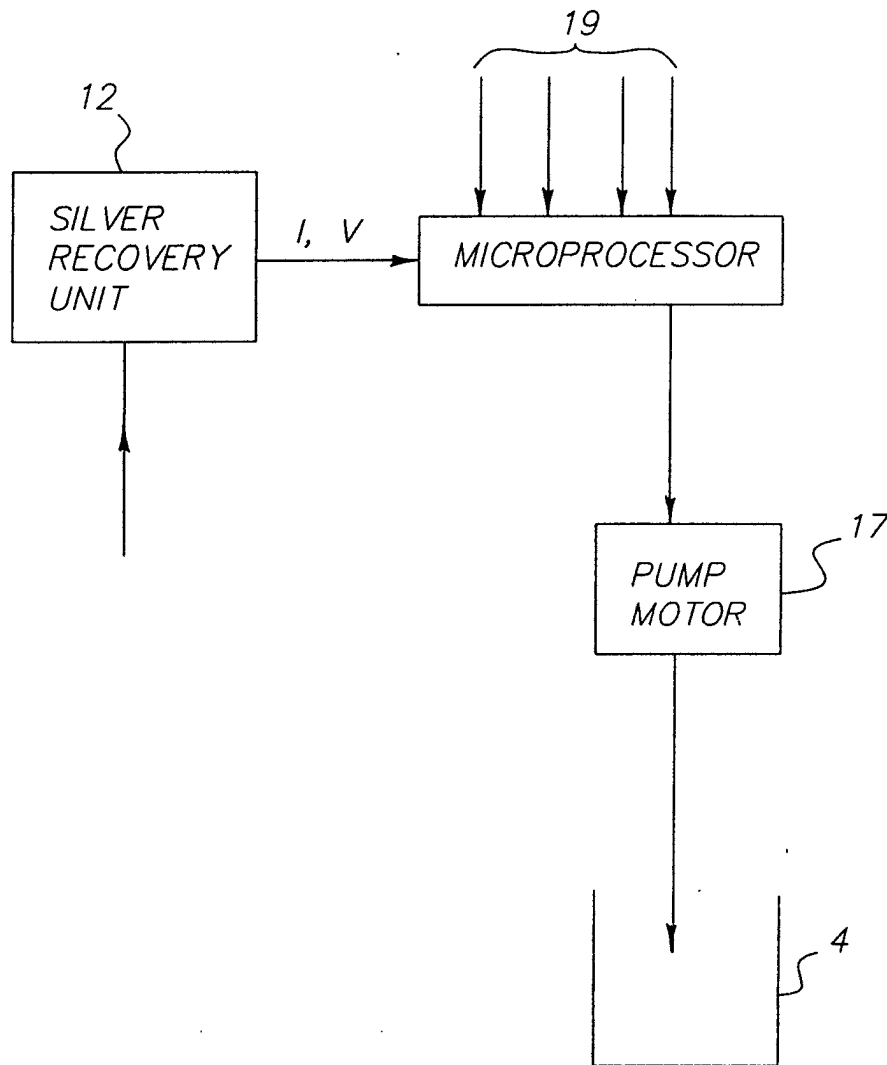 19
12
SILVER
RECOVERY
UNIT
I, V
MICROPROCESSOR
17
PUMP
MOTOR
4